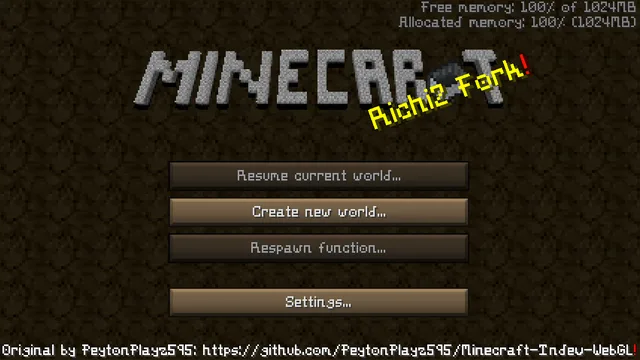 Free memory: 100% of 1024MB
Allocated memory: 100% (1024MB)
MINECRAFT
Richi2 Fork!
Resume current world...
Create new world...
Respawn function...
Settings...
Original by PeytonPlayz595: https://github.com/PeytonPlayz595/Minecraft-Indev-WebGL!